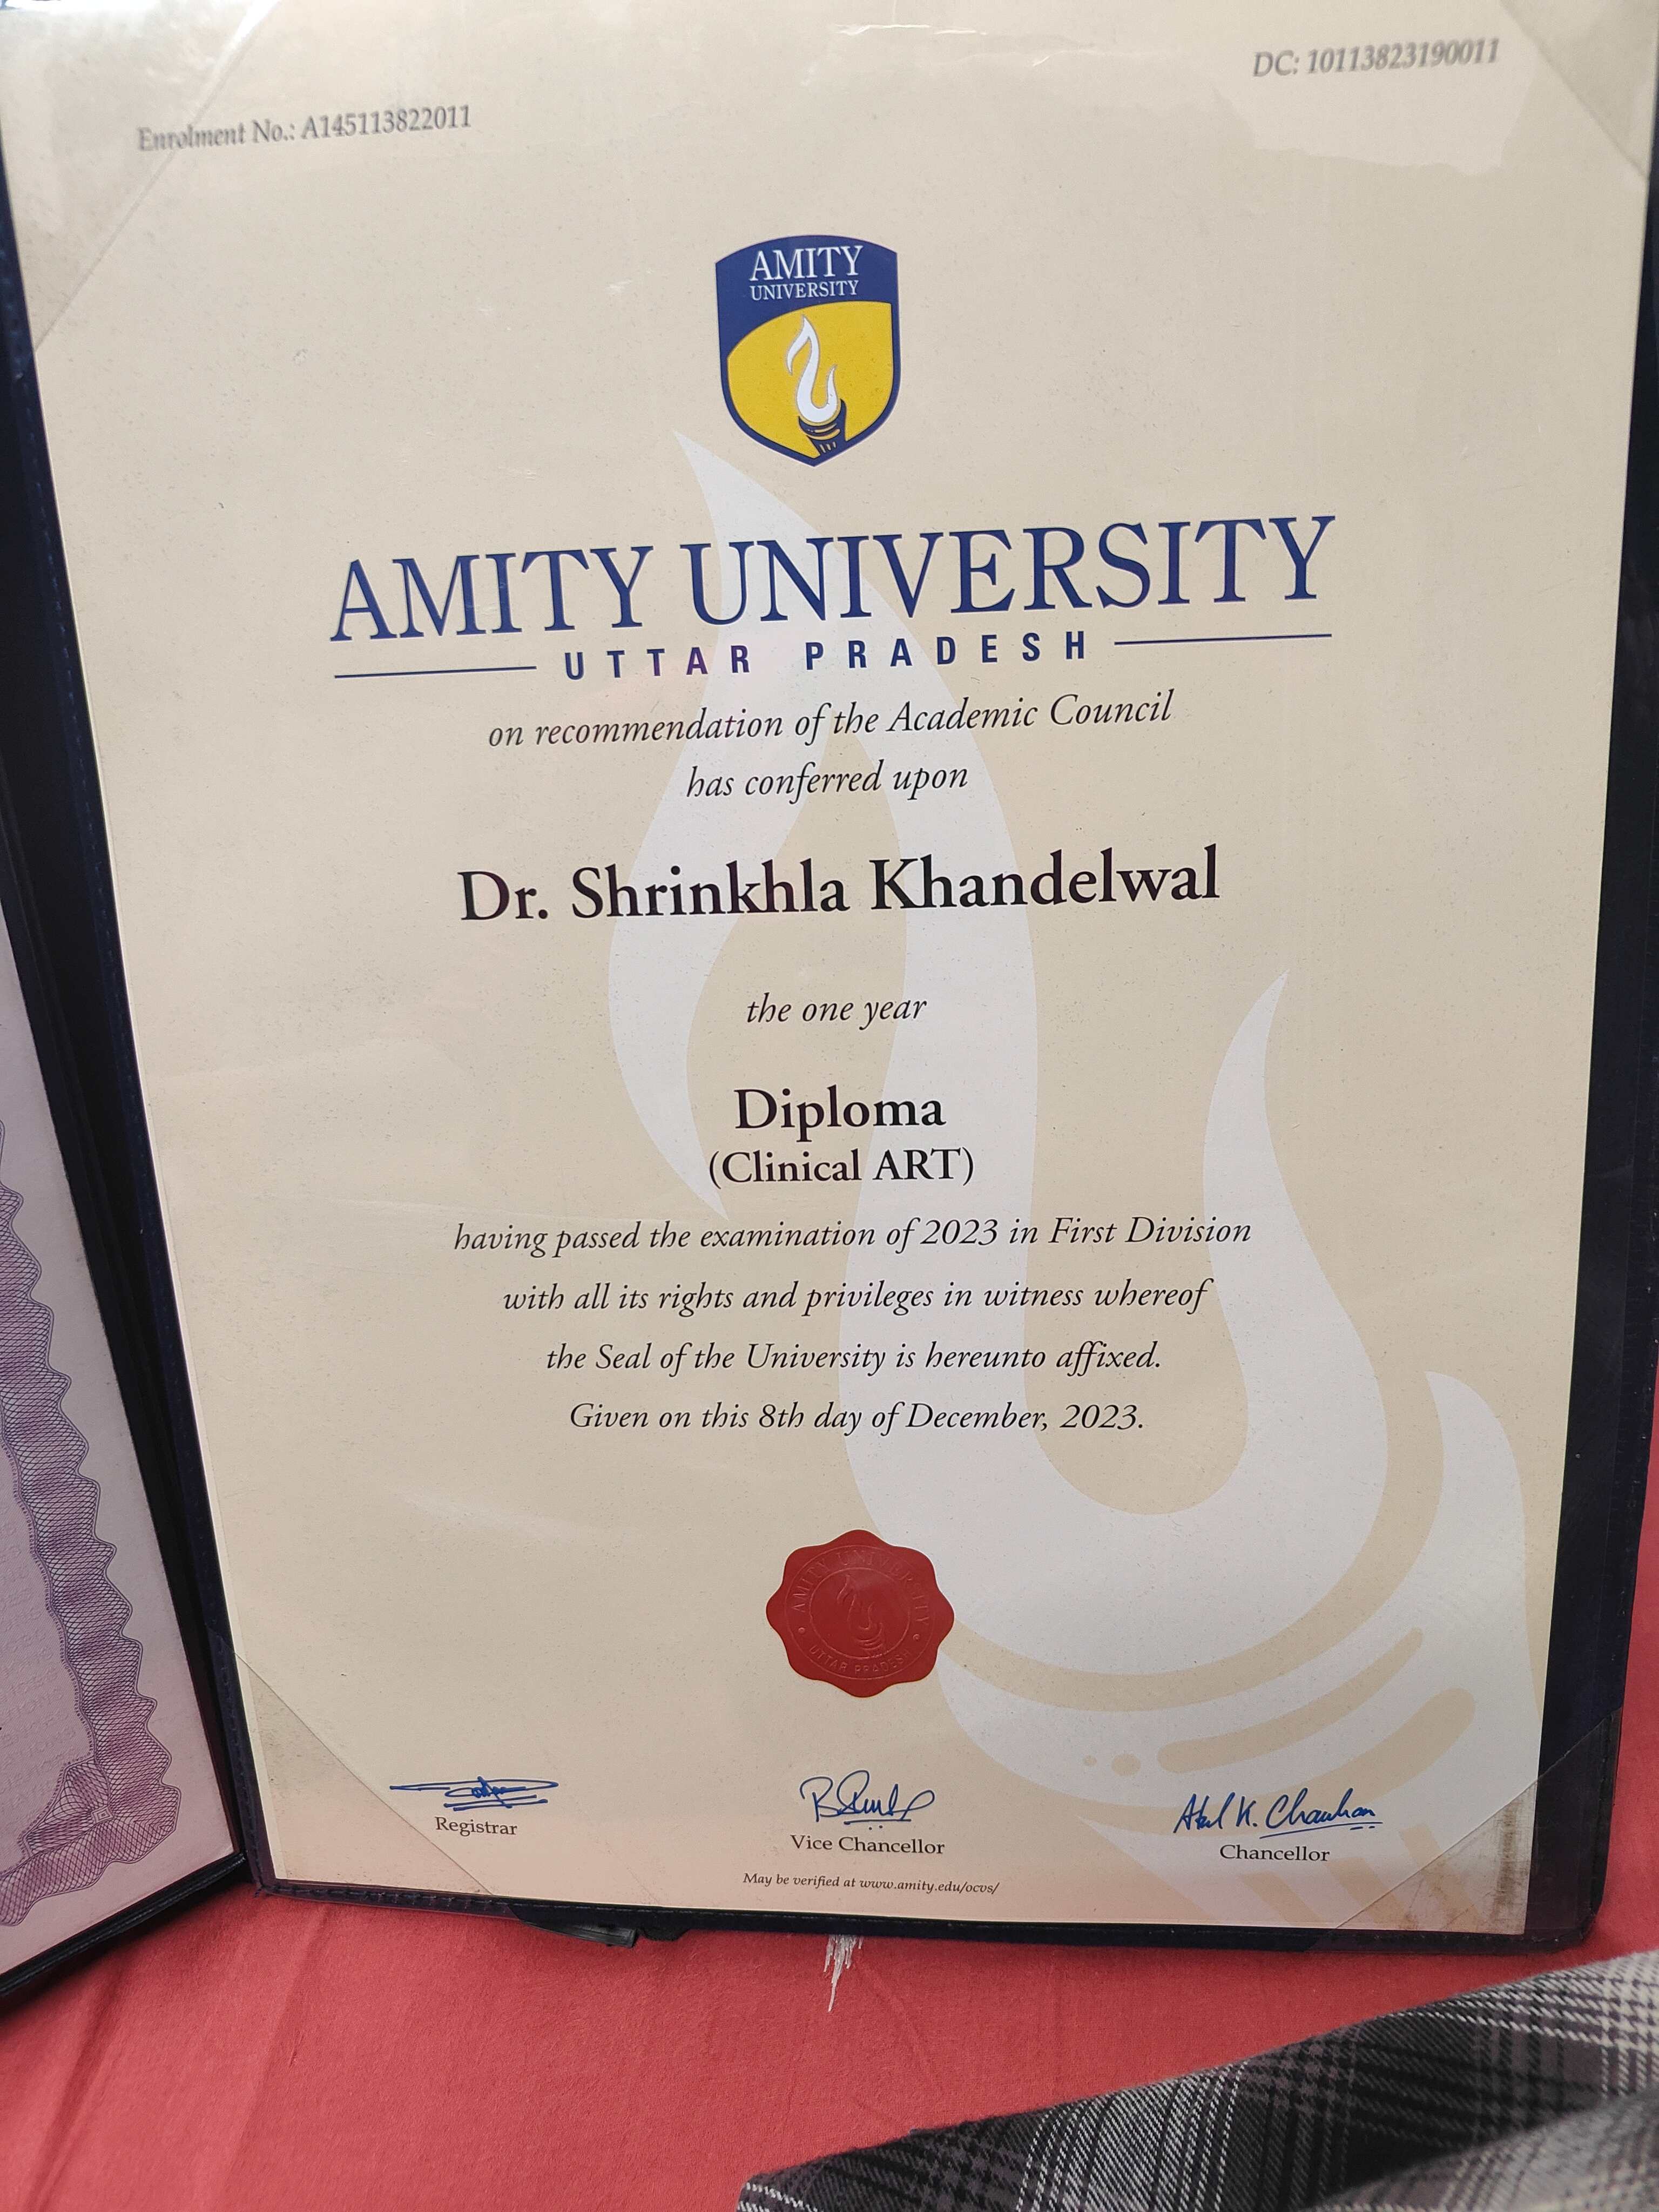 DC: 10113823190011
Enrolment No.: A145113822011
AMITY
UNIVERSITY
AMITY UNIVERSITY
UTTAR PRADESH
on recommendation of the Academic Council
has conferred upon
Dr. Shrinkhla Khandelwal
the one year
Diploma
(Clinical ART)
having passed the examination of 2023 in First Division
with all its rights and privileges in witness whereof
the Seal of the University is hereunto affixed.
Given on this 8th day of December, 2023.
AMITY UNIVERSITY
UTTAR PRADESH
Registrar
Vice Chancellor
K. Chauhan
Chancellor
May be verified at www.amity.edu/ocvs/